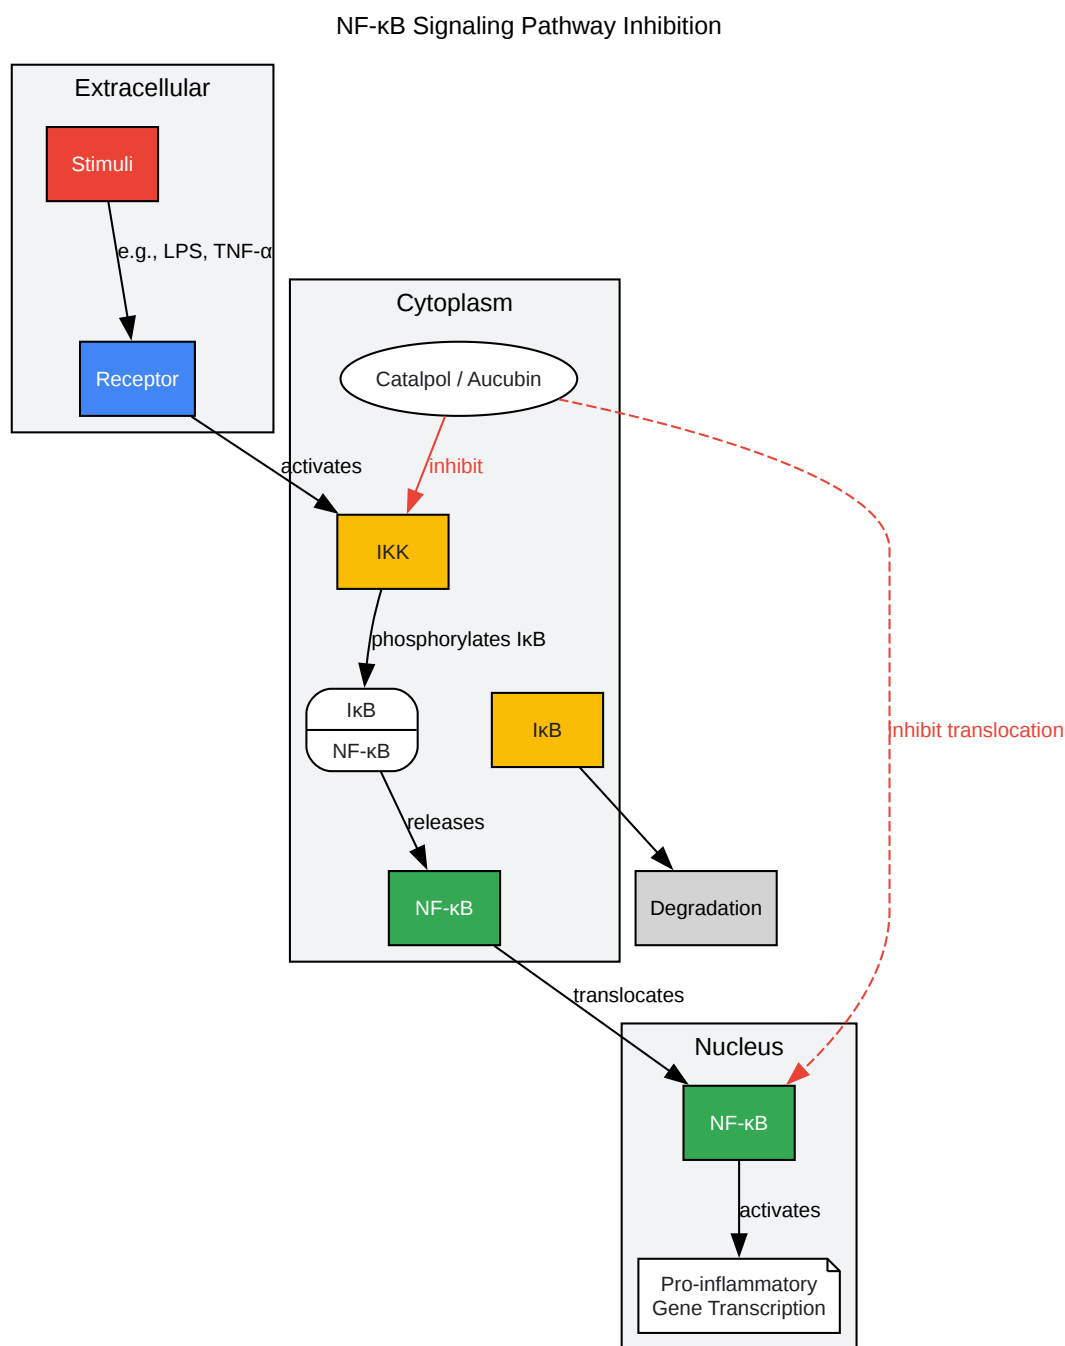 NF-κB Signaling Pathway Inhibition
Extracellular
Stimuli
e.g., LPS, TNF-α
Receptor
Cytoplasm
Catalpol / Aucubin
activates
inhibit
IKK
phosphorylates IκB
IκB
NF-κB
IκB
inhibit translocation
releases
NF-κB
Degradation
translocates
Nucleus
NF-κB
activates
Pro-inflammatory
Gene Transcription